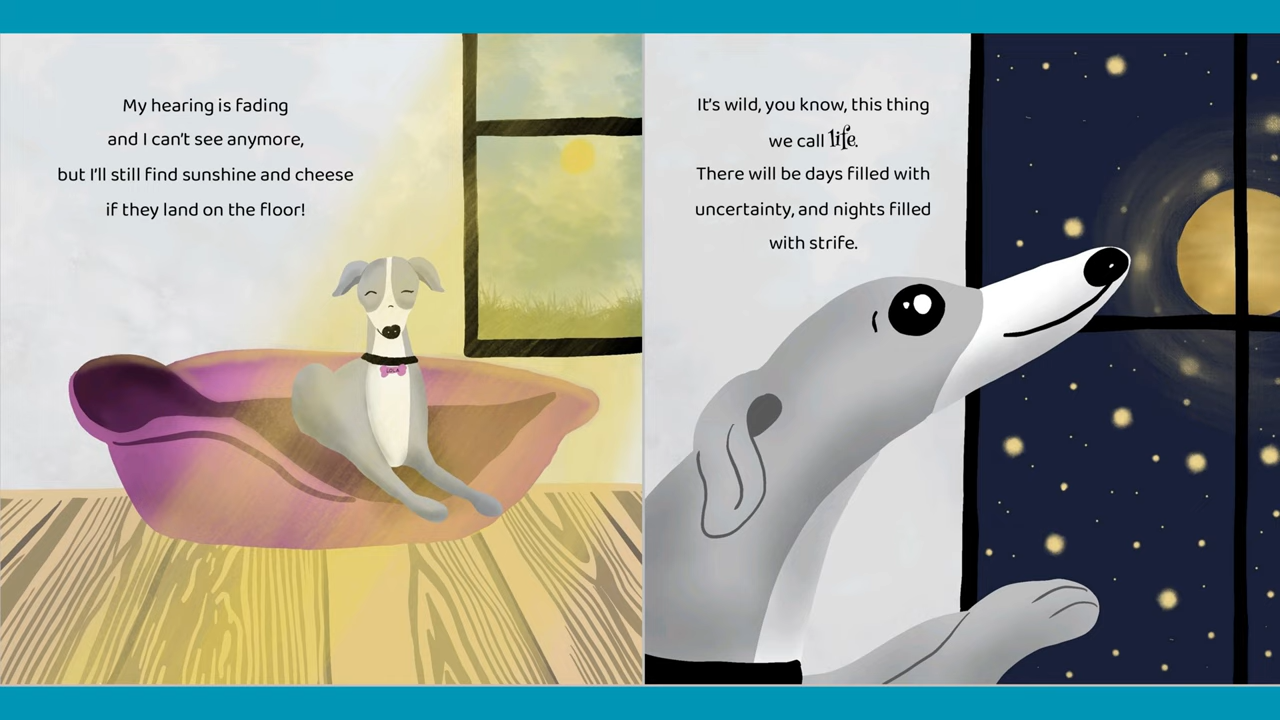 My hearing is fading
and I can't see anymore,
but I'll still find sunshine and cheese
if they land on the floor!
LOLA
It's wild, you know, this thing
we call life.
There will be days filled with
uncertainty, and nights filled
with strife.